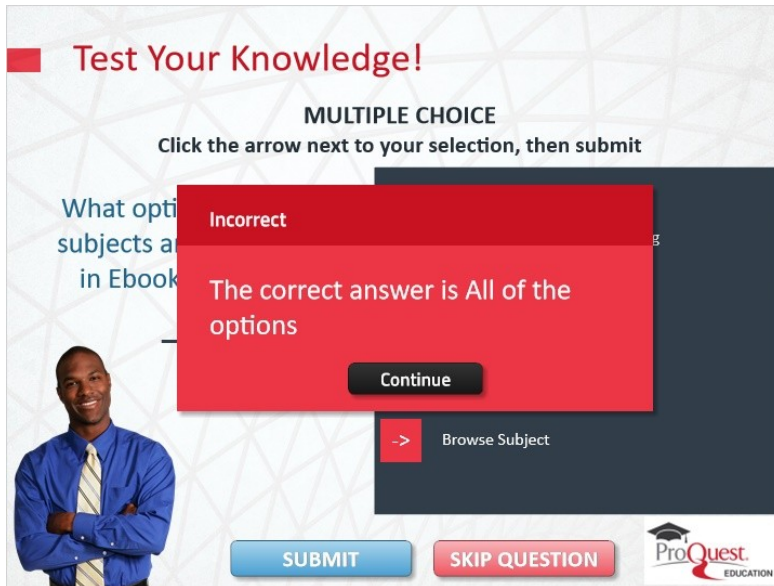 Test Your Knowledge!
MULTIPLE CHOICE
Click the arrow next to your selection, then submit
What opti
subjects a
in Ebook
g
Incorrect
The correct answer is All of the
options
Continue
-> Browse Subject
SUBMIT
SKIP QUESTION
ProQuest.
EDUCATION